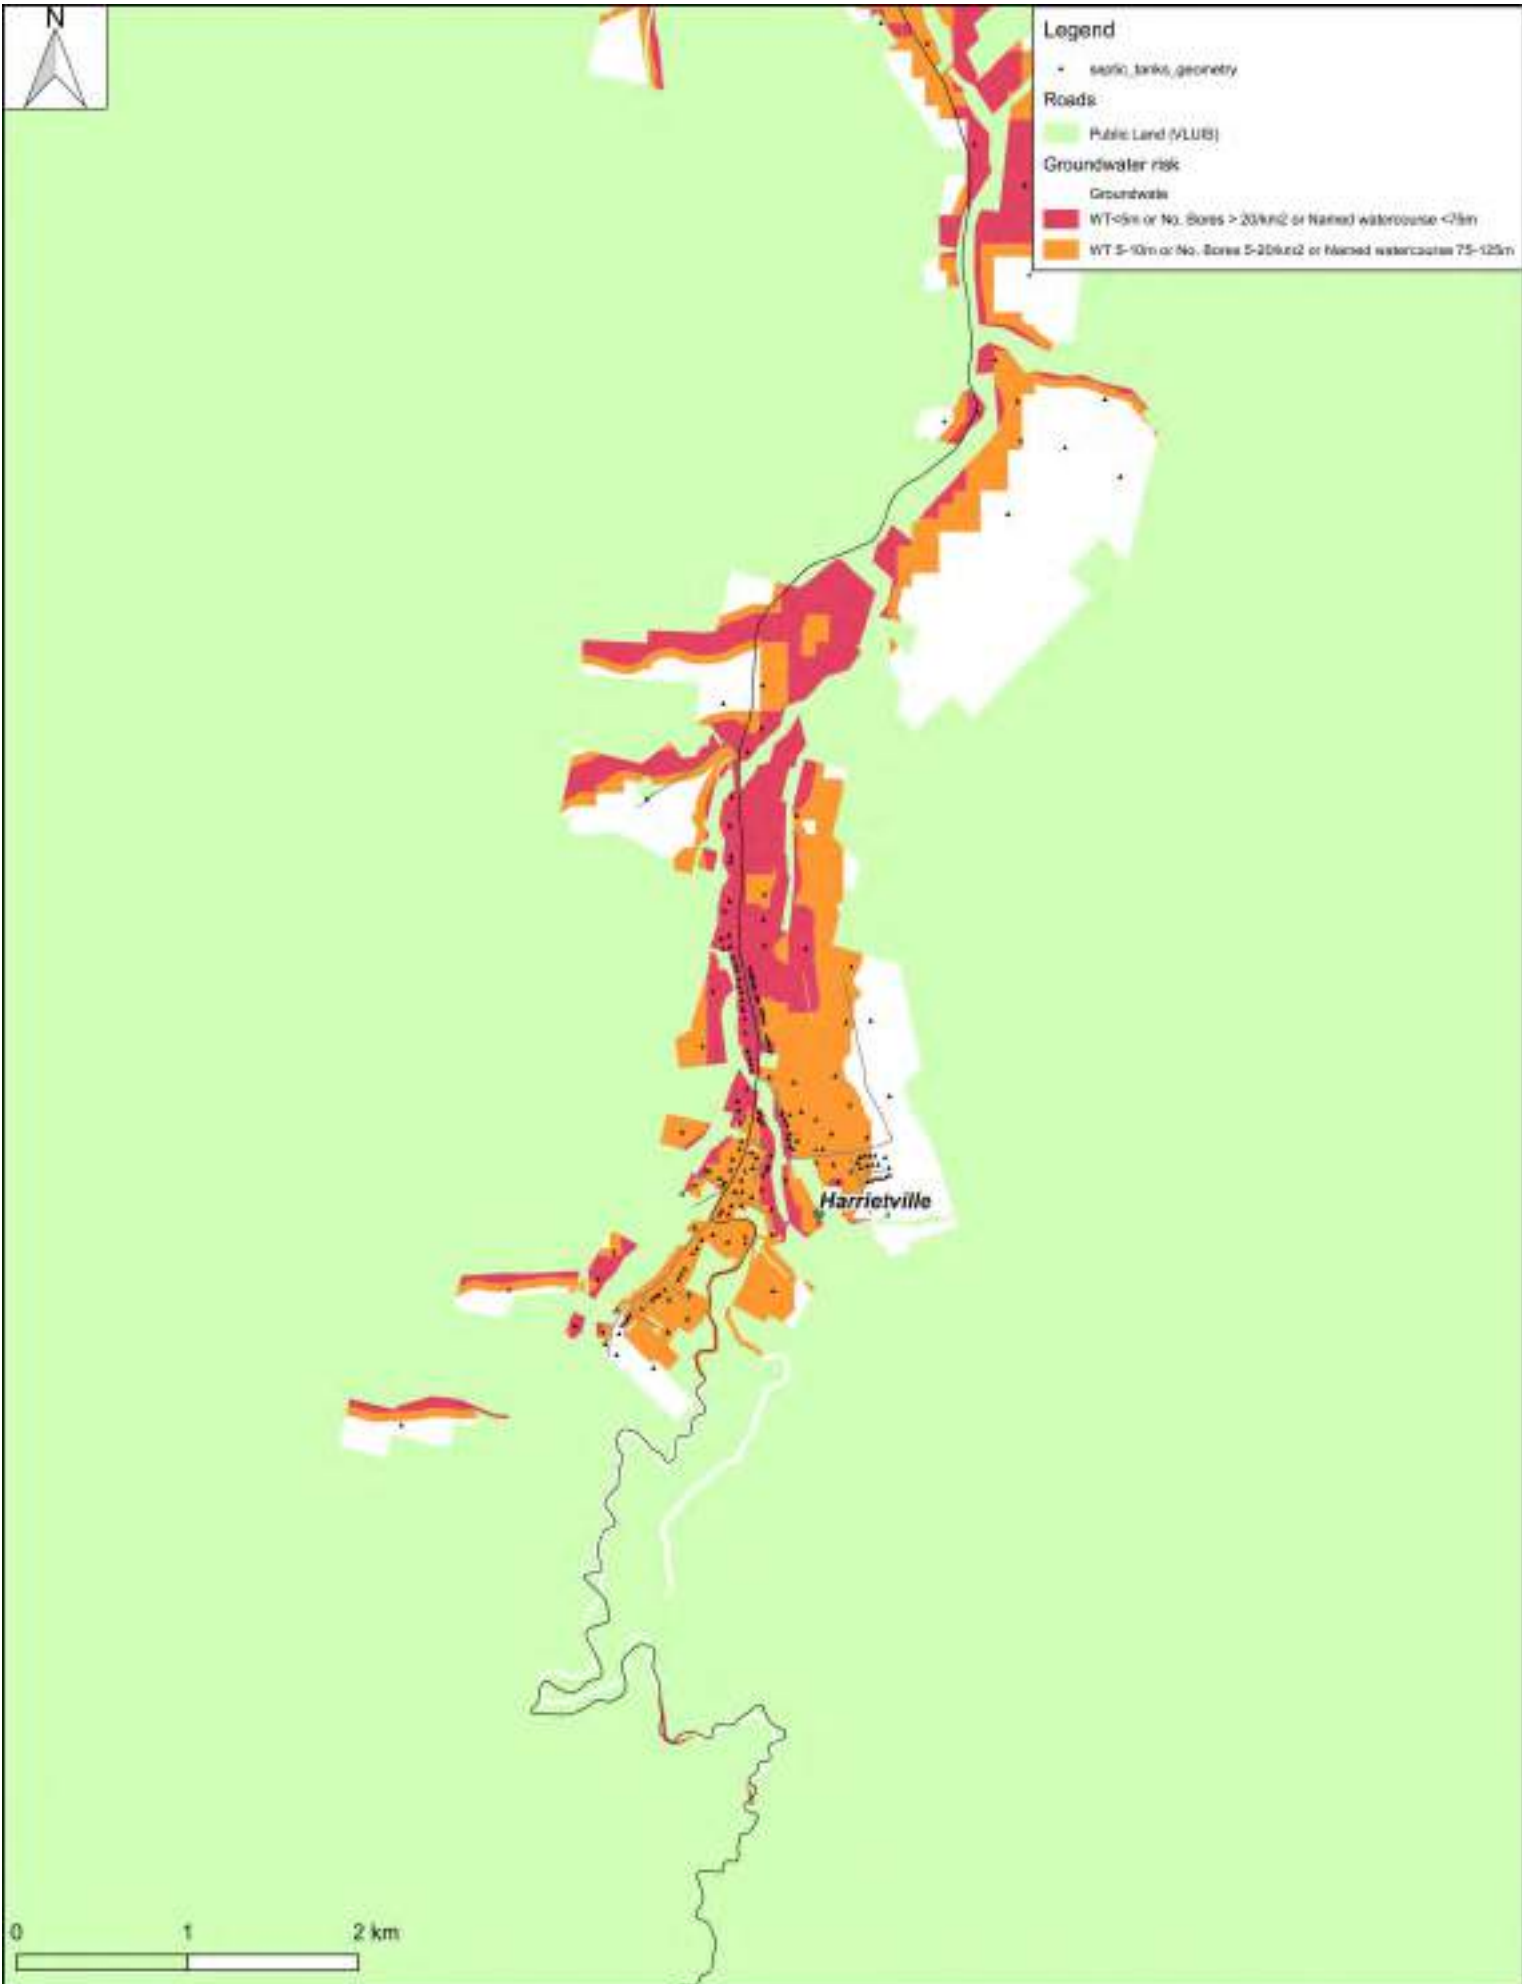 N
Legend
septic_tanks_geometry
Roads
Public Land (VLUIS)
Groundwater risk
Groundwate
WT<5m or No. Bores > 20/km2 or Named watercourse <75m
WT 5-10m or No. Bores 5-20/km2 or Named watercourse 75-125m
Harrietville
0 1 2 km